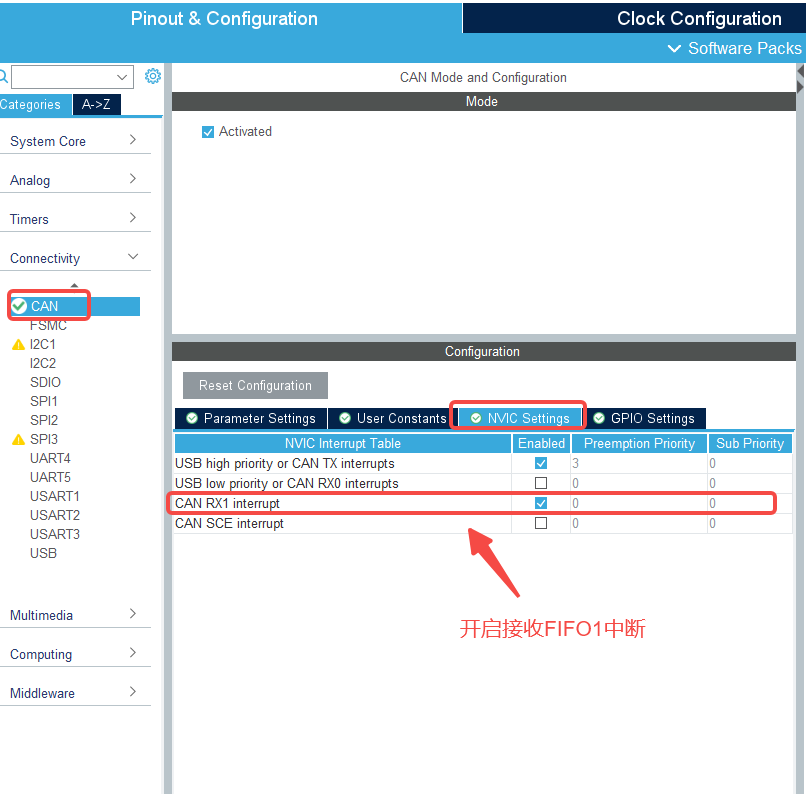 Pinout & Configuration
Clock Configuration
Software Packs
Categories
A->Z
System Core
Analog
Timers
Connectivity
CAN
FSMC
I2C1
I2C2
SDIO
SPI1
SPI2
SPI3
UART4
UART5
USART1
USART2
USART3
USB
Multimedia
Computing
Middleware
CAN Mode and Configuration
Mode
Activated
Configuration
Reset Configuration
Parameter Settings User Constants NVIC Settings GPIO Settings
NVIC Interrupt Table Enabled Preemption Priority Sub Priority
USB high priority or CAN TX interrupts 3 0
USB low priority or CAN RX0 interrupts 0 0
CAN RX1 interrupt 0 0
CAN SCE interrupt 0 0
开启接收FIFO1中断